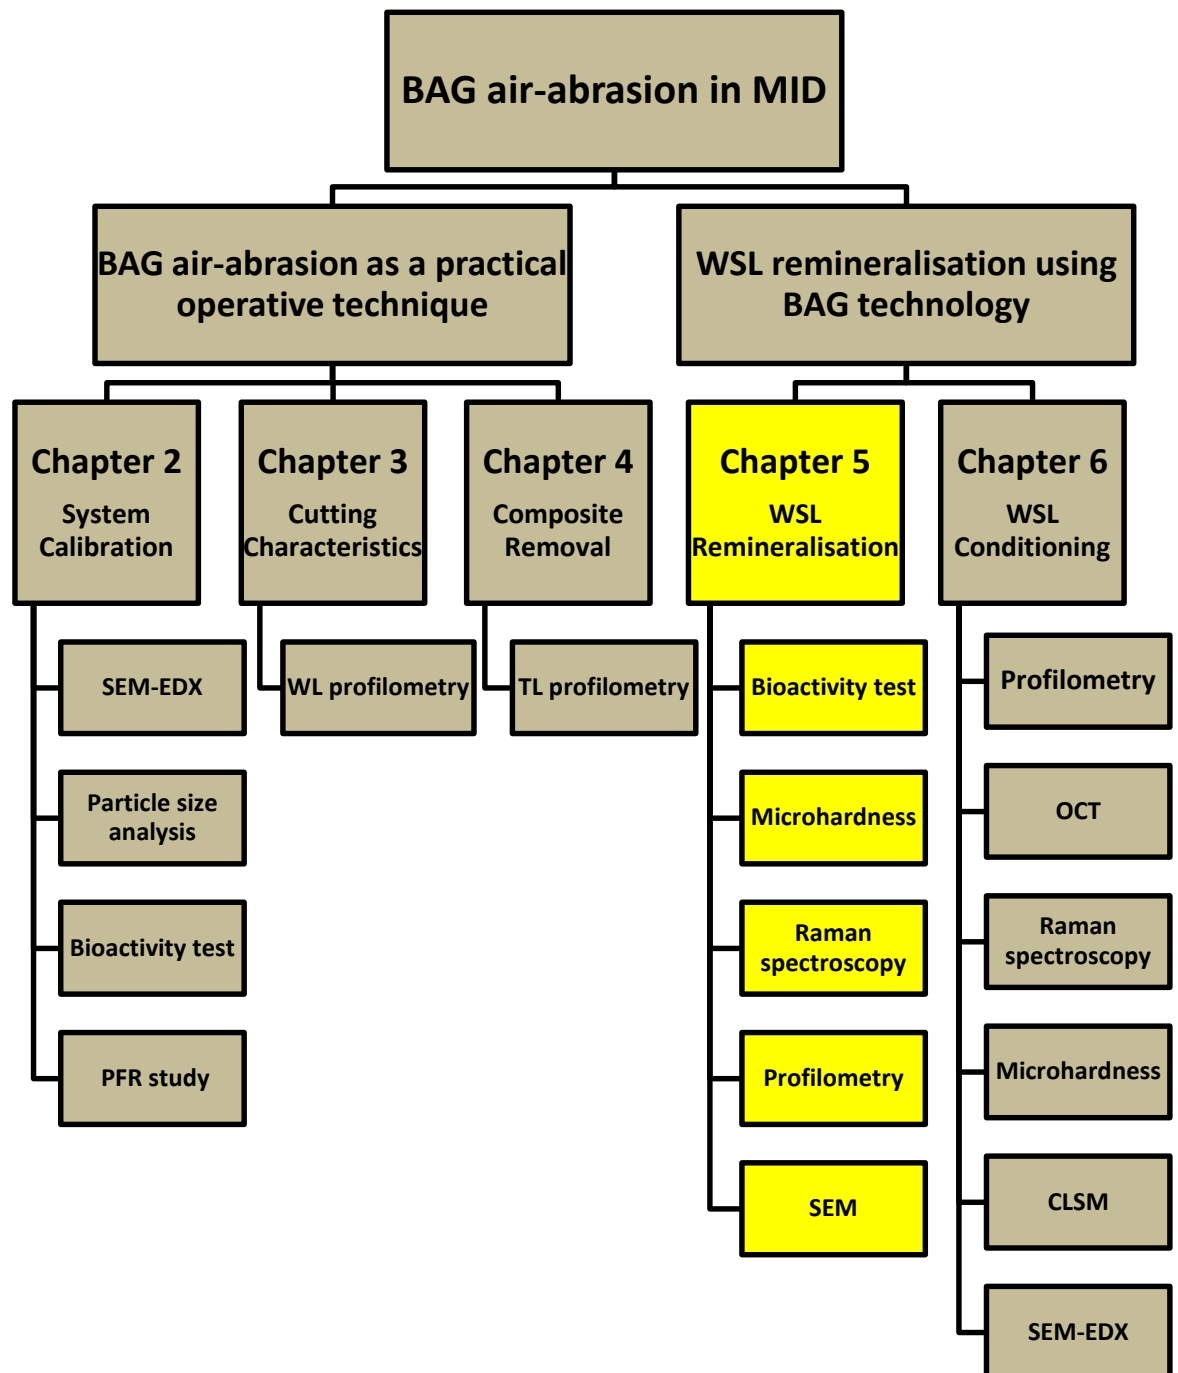 BAG air-abrasion in MID
BAG air-abrasion as a practical
operative technique
WSL remineralisation using
BAG technology
Chapter 2
System
Calibration
Chapter 3
Cutting
Characteristics
Chapter 4
Composite
Removal
Chapter 5
WSL
Remineralisation
Chapter 6
WSL
Conditioning
SEM-EDX
Particle size
analysis
Bioactivity test
PFR study
WL profilometry
TL profilometry
Bioactivity test
Microhardness
Raman
spectroscopy
Profilometry
SEM
Profilometry
OCT
Raman
spectroscopy
Microhardness
CLSM
SEM-EDX